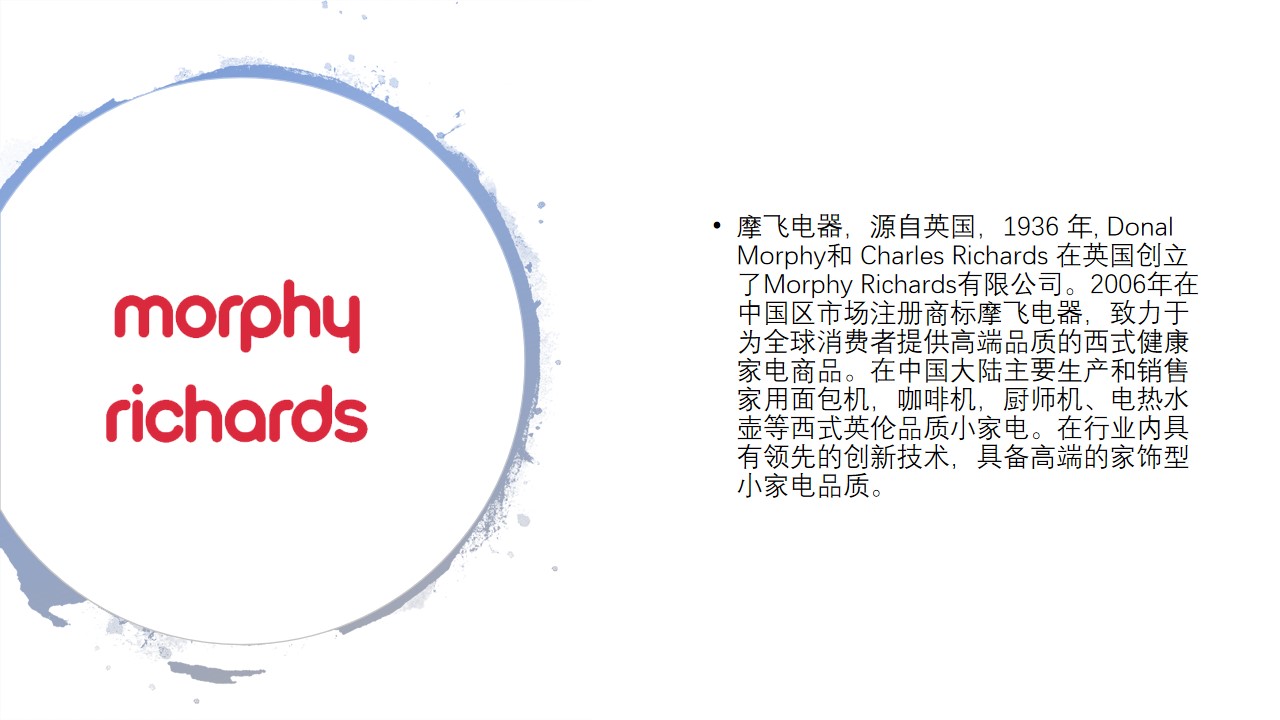 morphy
richards
• 摩飞电器，源自英国，1936 年, Donal
Morphy和 Charles Richards 在英国创立
了Morphy Richards有限公司。2006年在
中国区市场注册商标摩飞电器，致力于
为全球消费者提供高端品质的西式健康
家电商品。在中国大陆主要生产和销售
家用面包机，咖啡机，厨师机、电热水
壶等西式英伦品质小家电。在行业内具
有领先的创新技术，具备高端的家饰型
小家电品质。